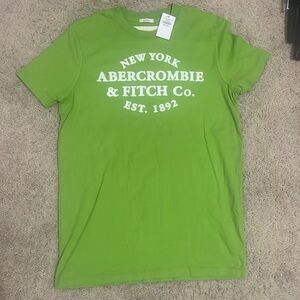 NEW YORK
ABERCROMBIE
& FITCH Co.
EST. 1892